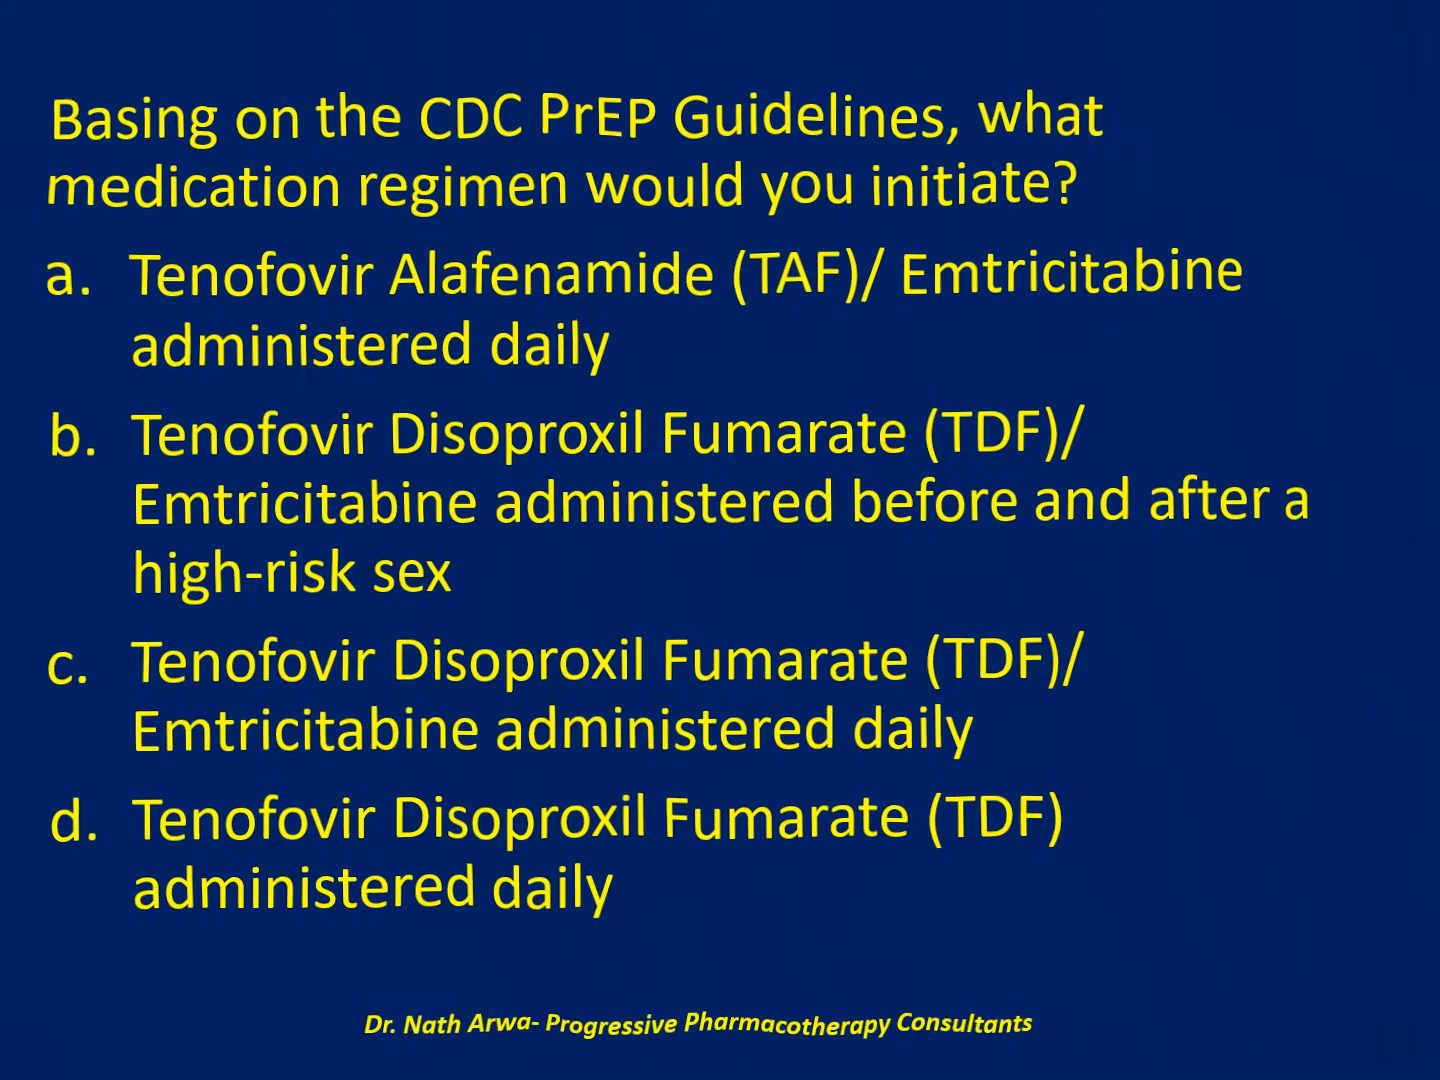 Basing on the CDC PrEP Guidelines, what
medication regimen would you initiate?
a. Tenofovir Alafenamide (TAF)/ Emtricitabine
administered daily
b. Tenofovir Disoproxil Fumarate (TDF)/
Emtricitabine administered before and after a
high-risk sex
c. Tenofovir Disoproxil Fumarate (TDF)/
Emtricitabine administered daily
d. Tenofovir Disoproxil Fumarate (TDF)
administered daily
Dr. Nath Arwa- Progressive Pharmacotherapy Consultants